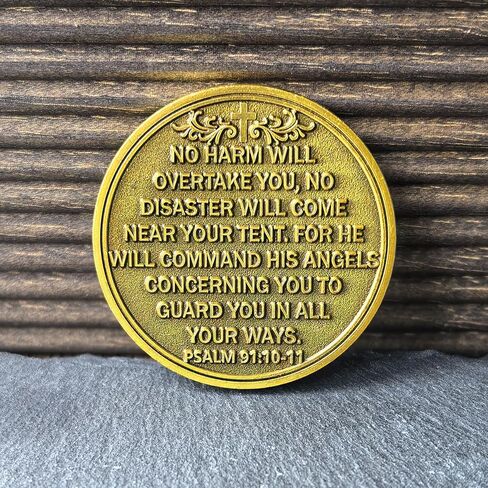 NO HARM WILL
OVERTAKE YOU, NO
DISASTER WILL COME
NEAR YOUR TENT. FOR HE
WILL COMMAND HIS ANGELS
CONCERNING YOU TO
GUARD YOU IN ALL
YOUR WAYS.
PSALM 91:10-11